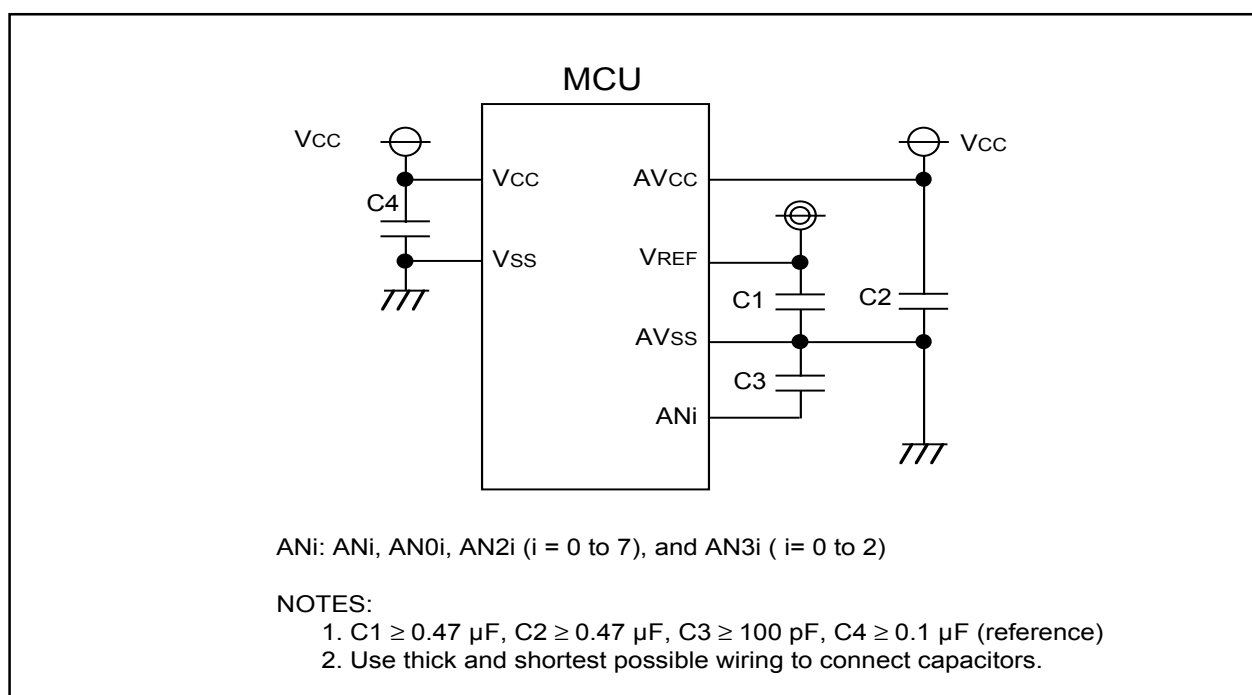 MCU
VCC
VCC
AVCC
VCC
C4
VSS
VREF
C1
C2
AVSS
C3
ANi
ANi: ANi, AN0i, AN2i (i = 0 to 7), and AN3i ( i= 0 to 2)
NOTES:
1. C1 ≥ 0.47 µF, C2 ≥ 0.47 µF, C3 ≥ 100 pF, C4 ≥ 0.1 µF (reference)
2. Use thick and shortest possible wiring to connect capacitors.